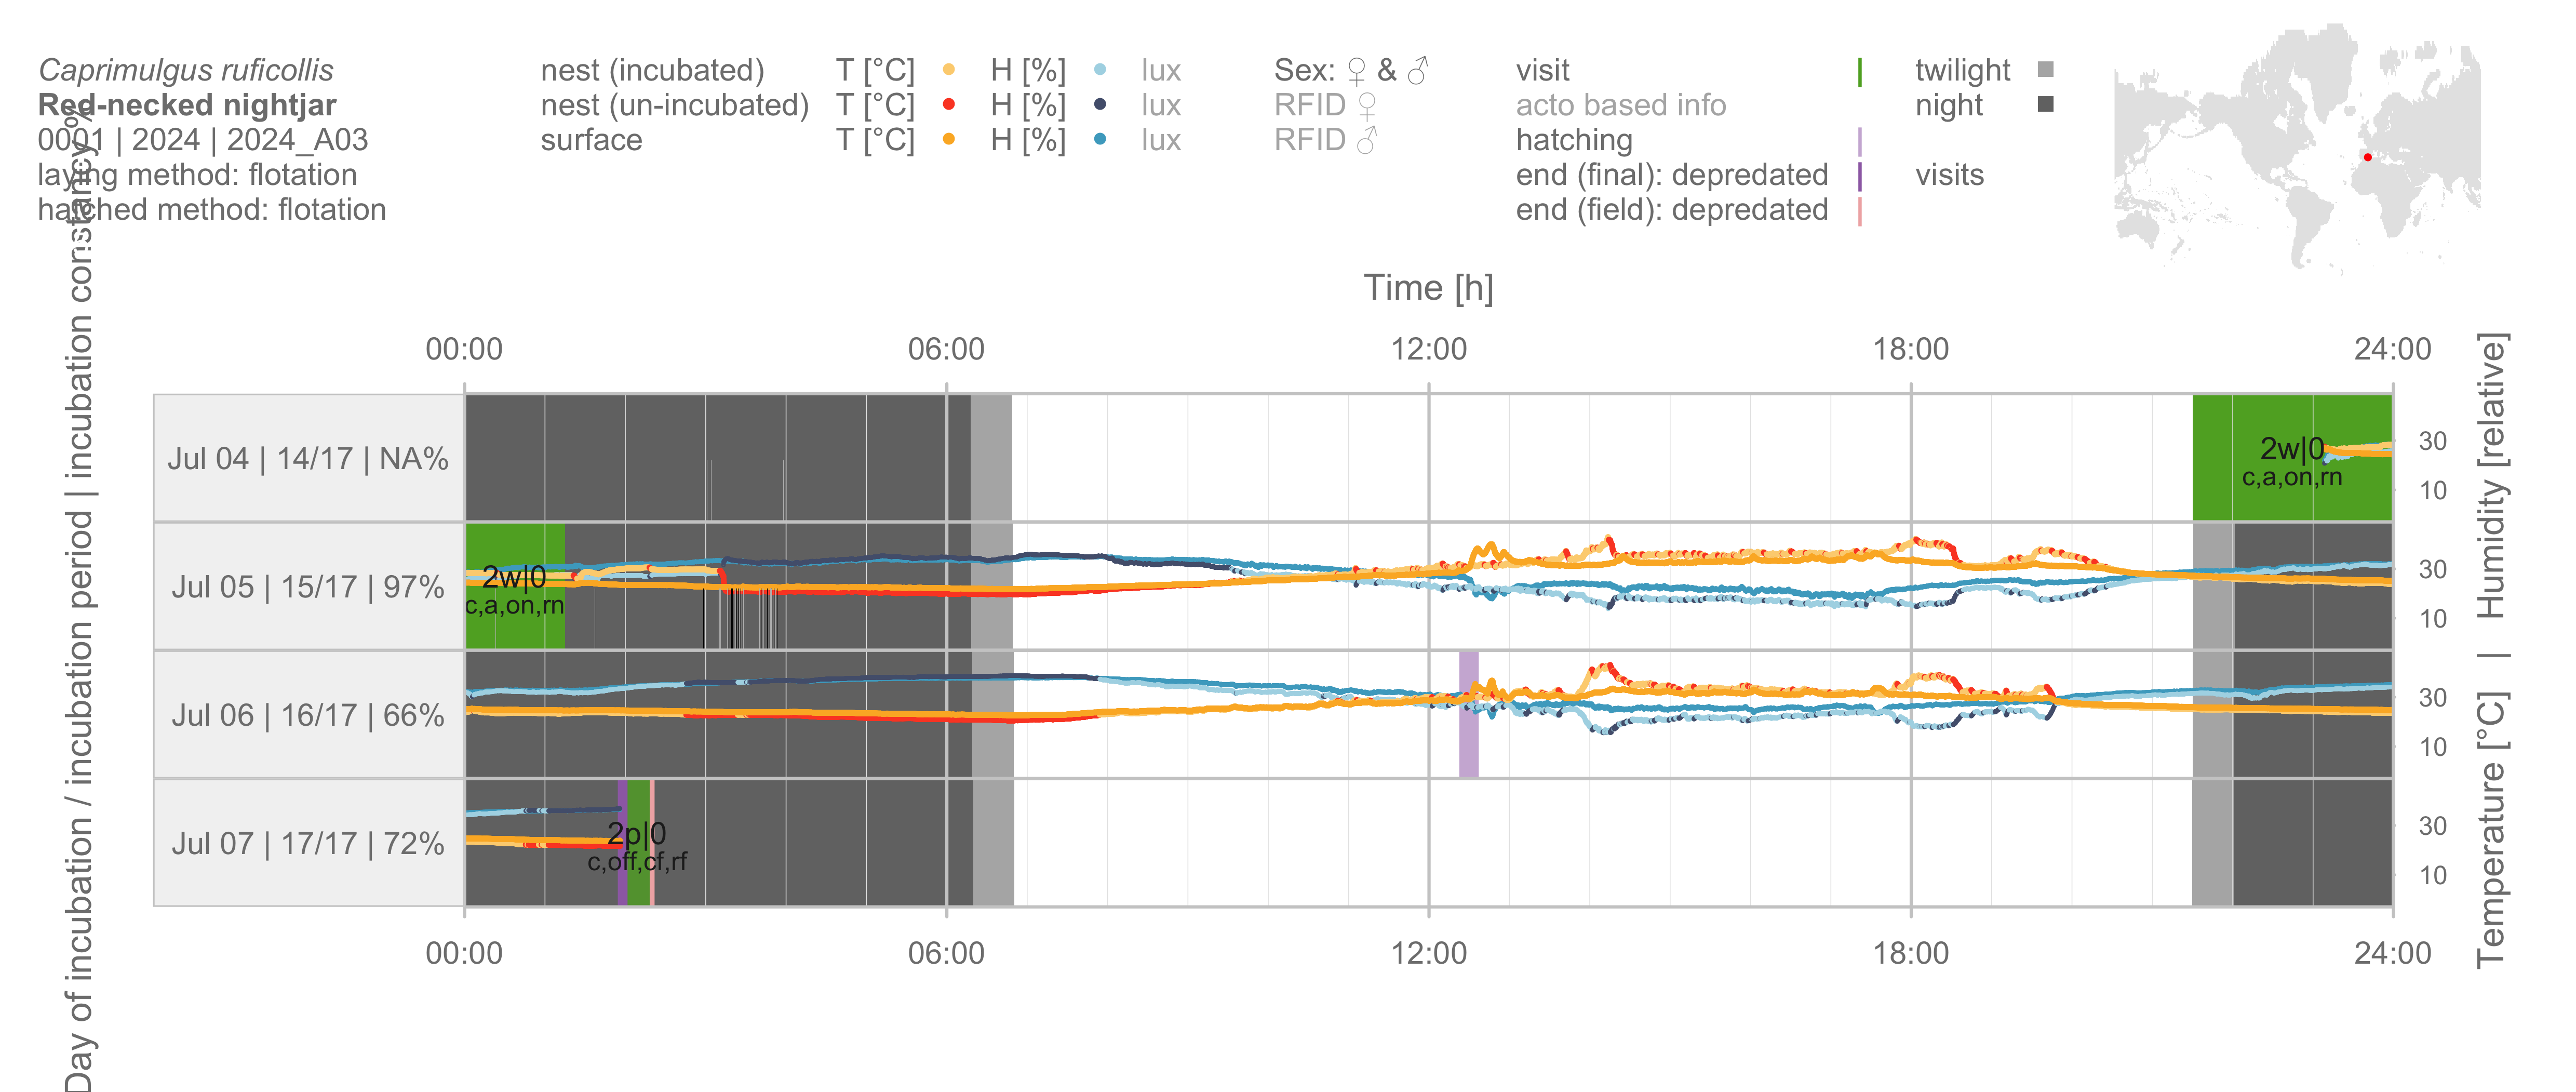 Caprimulgus ruficollis
Red-necked nightjar
0001 | 2024 | 2024_A03
laying method: flotation
hatched method: flotation
nest (incubated) T [°C] H [%] lux
nest (un-incubated) T [°C] H [%] lux
surface T [°C] H [%] lux
Sex: ♀ & ♂
RFID ♀
RFID ♂
visit
acto based info
hatching
end (final): depredated
end (field): depredated
twilight
night
visits
Time [h]
00:00 06:00 12:00 18:00 24:00
Day of incubation / incubation period | incubation constancy %
Jul 04 | 14/17 | NA%
2w|0
c,a,on,rn
30
10
Jul 05 | 15/17 | 97%
2w|0
c,a,on,rn
30
10
Jul 06 | 16/17 | 66%
30
10
Jul 07 | 17/17 | 72%
2p|0
c,off,cf,rf
30
10
Temperature [°C] | Humidity [relative]
00:00 06:00 12:00 18:00 24:00